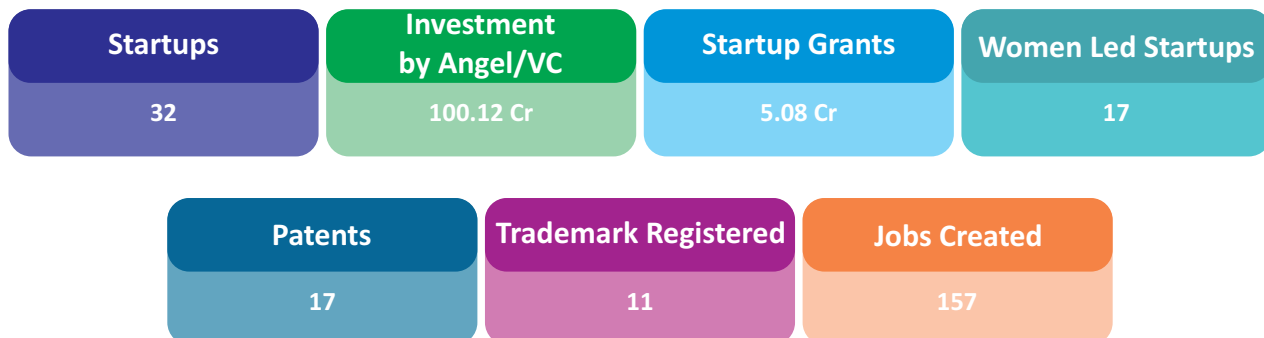 Startups
32
Investment
by Angel/VC
100.12 Cr
Startup Grants
5.08 Cr
Women Led Startups
17
Patents
17
Trademark Registered
11
Jobs Created
157